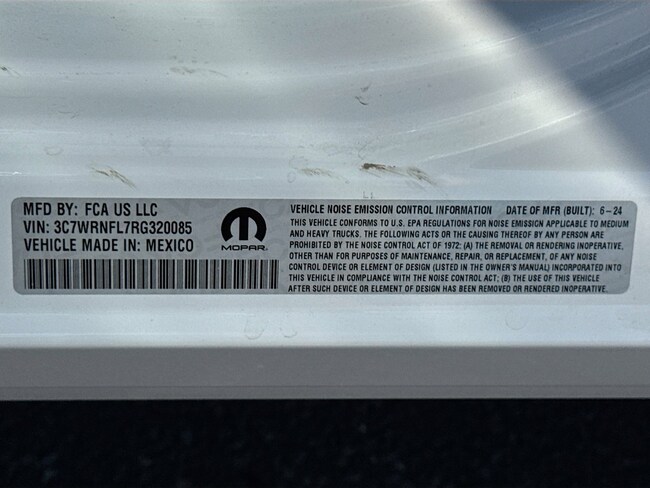 MFD BY: FCA US LLC
VIN: 3C7WRNFL7RG320085
VEHICLE MADE IN: MEXICO
MOPAR.
VEHICLE NOISE EMISSION CONTROL INFORMATION DATE OF MFR (BUILT): 6-24
THIS VEHICLE CONFORMS TO U.S. EPA REGULATIONS FOR NOISE EMISSION APPLICABLE TO MEDIUM
AND HEAVY TRUCKS. THE FOLLOWING ACTS OR THE CAUSING THEREOF BY ANY PERSON ARE
PROHIBITED BY THE NOISE CONTROL ACT OF 1972: (A) THE REMOVAL OR RENDERING INOPERATIVE,
OTHER THAN FOR PURPOSES OF MAINTENANCE, REPAIR, OR REPLACEMENT, OF ANY NOISE
CONTROL DEVICE OR ELEMENT OF DESIGN (LISTED IN THE OWNER'S MANUAL) INCORPORATED INTO
THIS VEHICLE IN COMPLIANCE WITH THE NOISE CONTROL ACT; (B) THE USE OF THIS VEHICLE
AFTER SUCH DEVICE OR ELEMENT OF DESIGN HAS BEEN REMOVED OR RENDERED INOPERATIVE.